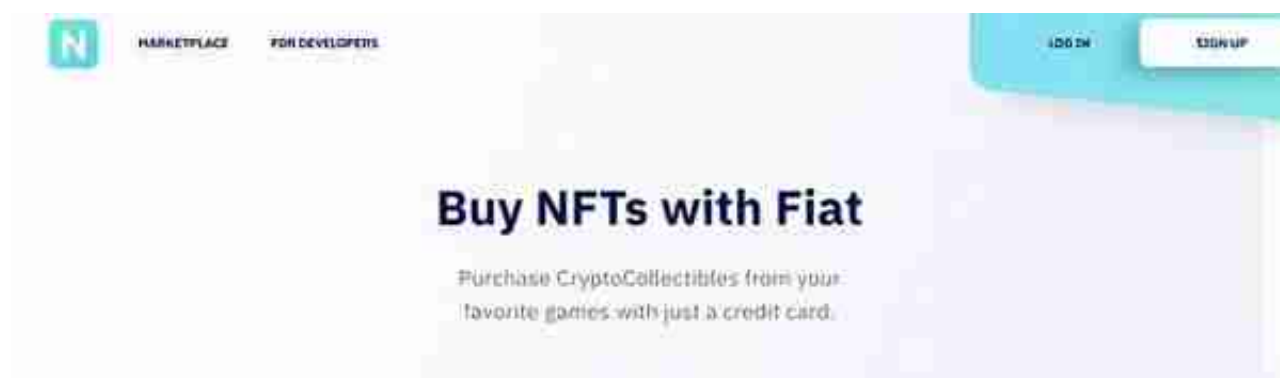 N
MARKETPLACE FOR DEVELOPERS LOG IN SIGN UP
Buy NFTs with Fiat
Purchase CryptoCollectibles from your
favorite games with just a credit card.